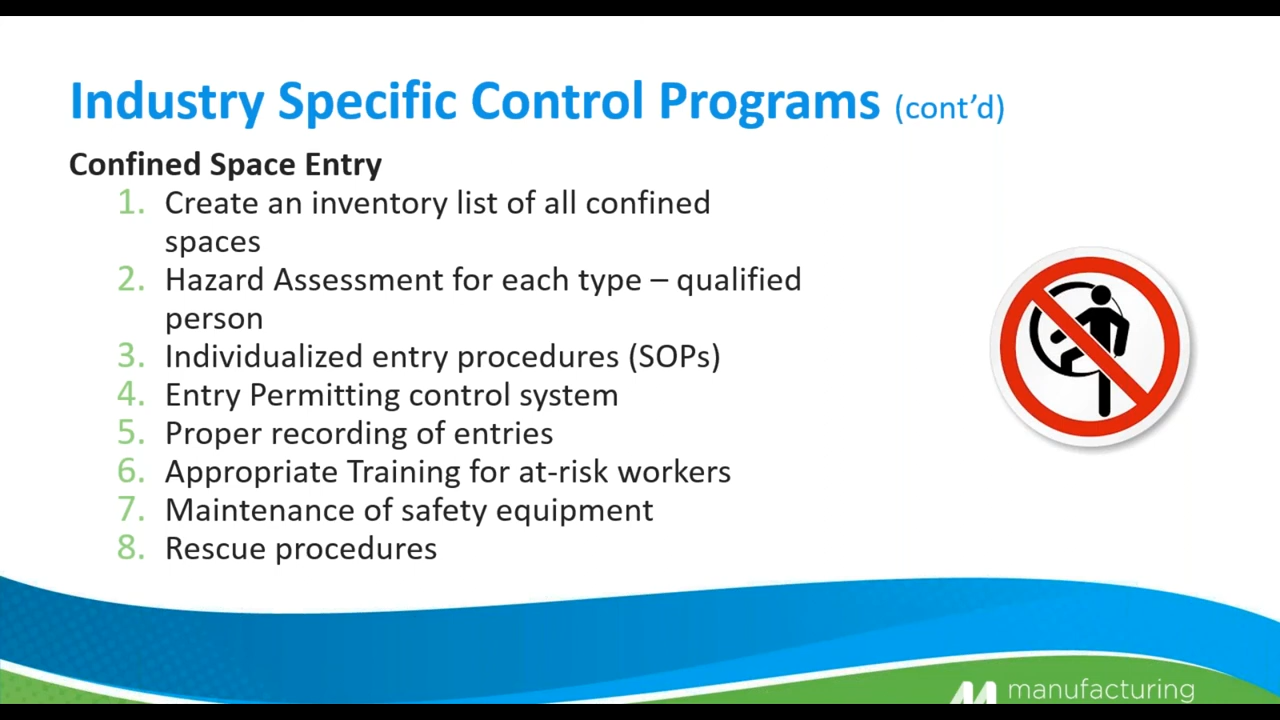 Industry Specific Control Programs (cont’d)
Confined Space Entry
1. Create an inventory list of all confined
spaces
2. Hazard Assessment for each type – qualified
person
3. Individualized entry procedures (SOPs)
4. Entry Permitting control system
5. Proper recording of entries
6. Appropriate Training for at-risk workers
7. Maintenance of safety equipment
8. Rescue procedures
manufacturing